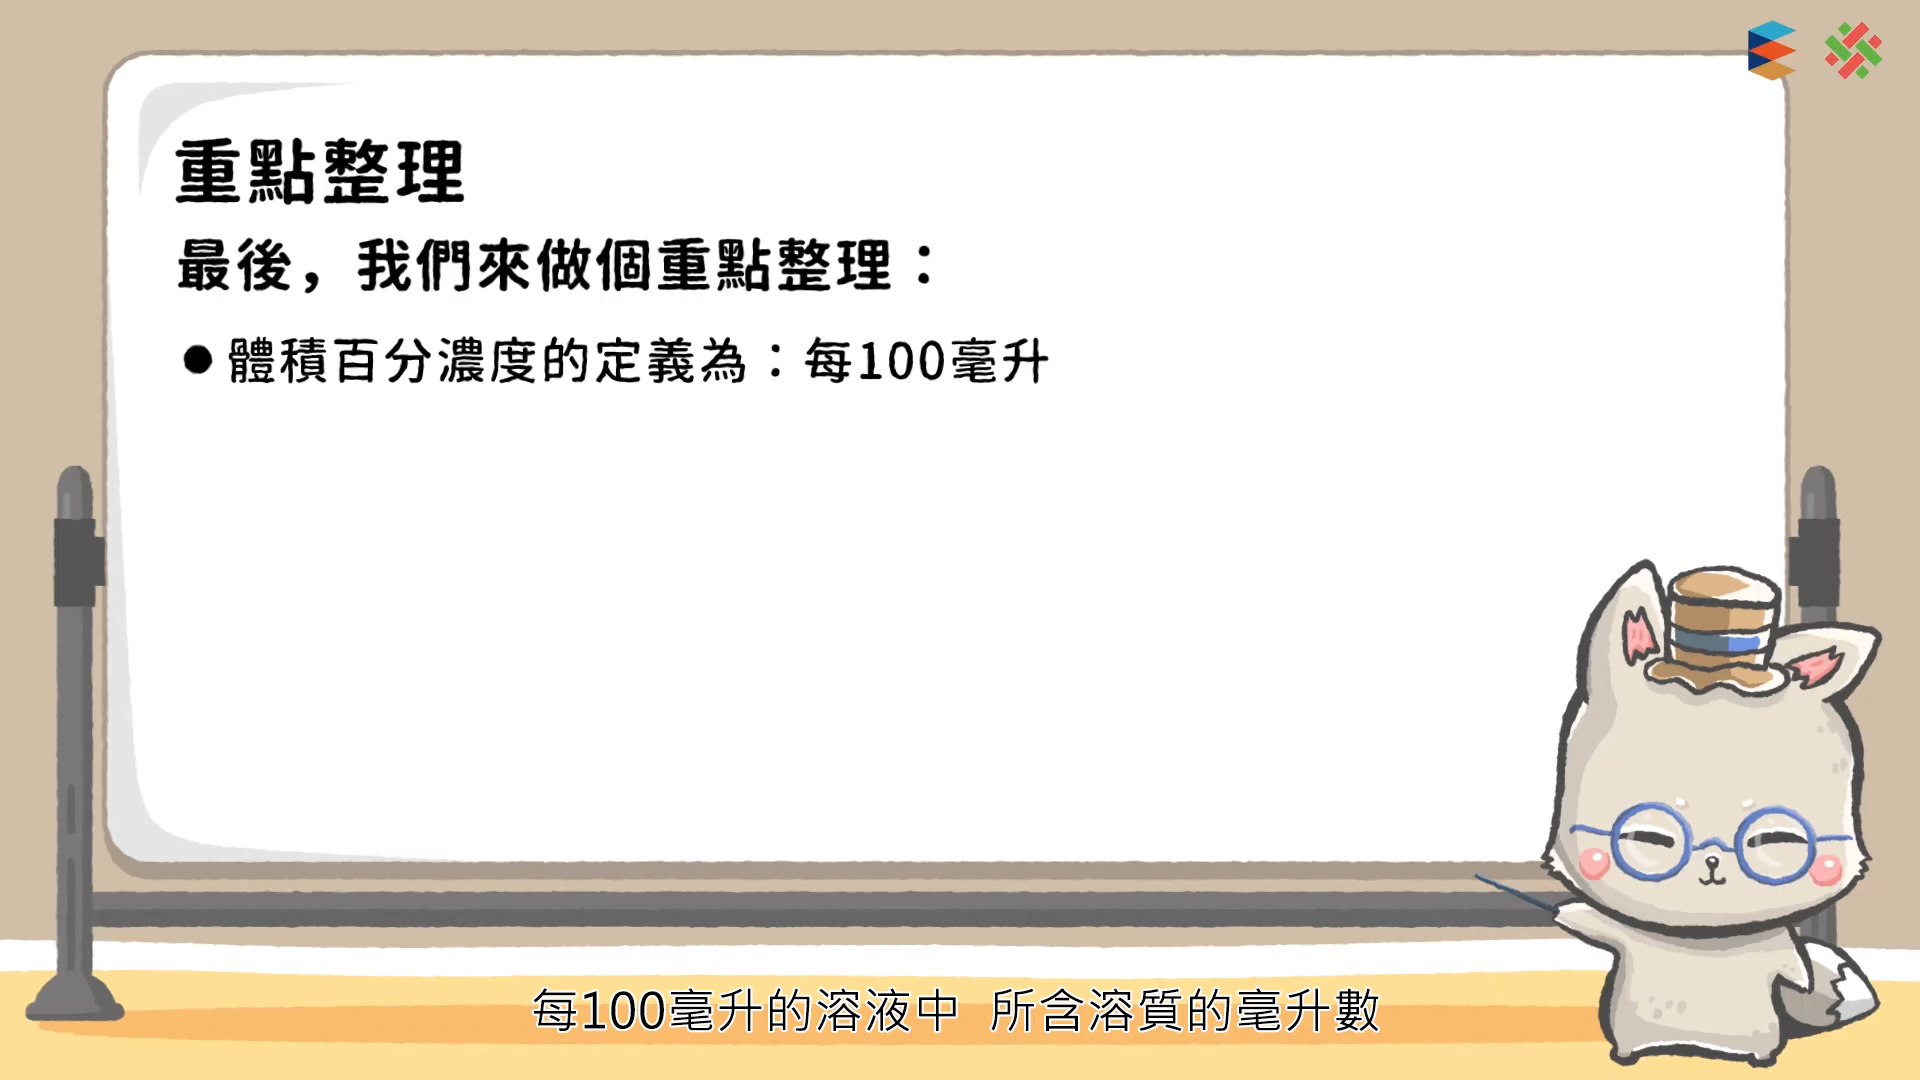 重點整理
最後，我們來做個重點整理：
●體積百分濃度的定義為：每100毫升
每100毫升的溶液中 所含溶質的毫升數